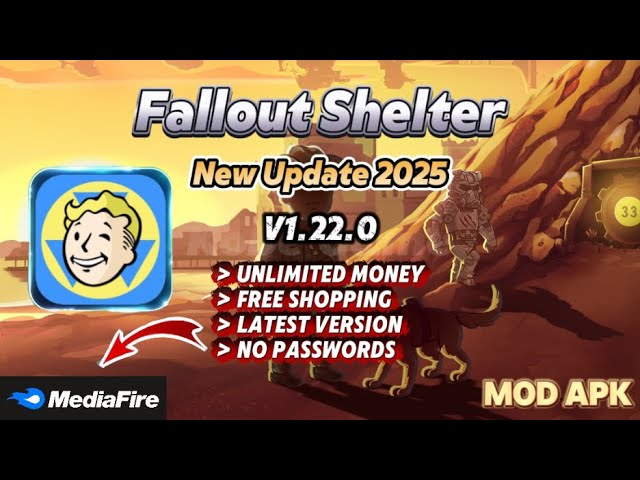 Fallout Shelter
New Update 2025
V1.22.0
> UNLIMITED MONEY
> FREE SHOPPING
> LATEST VERSION
> NO PASSWORDS
33
MediaFire
MOD APK